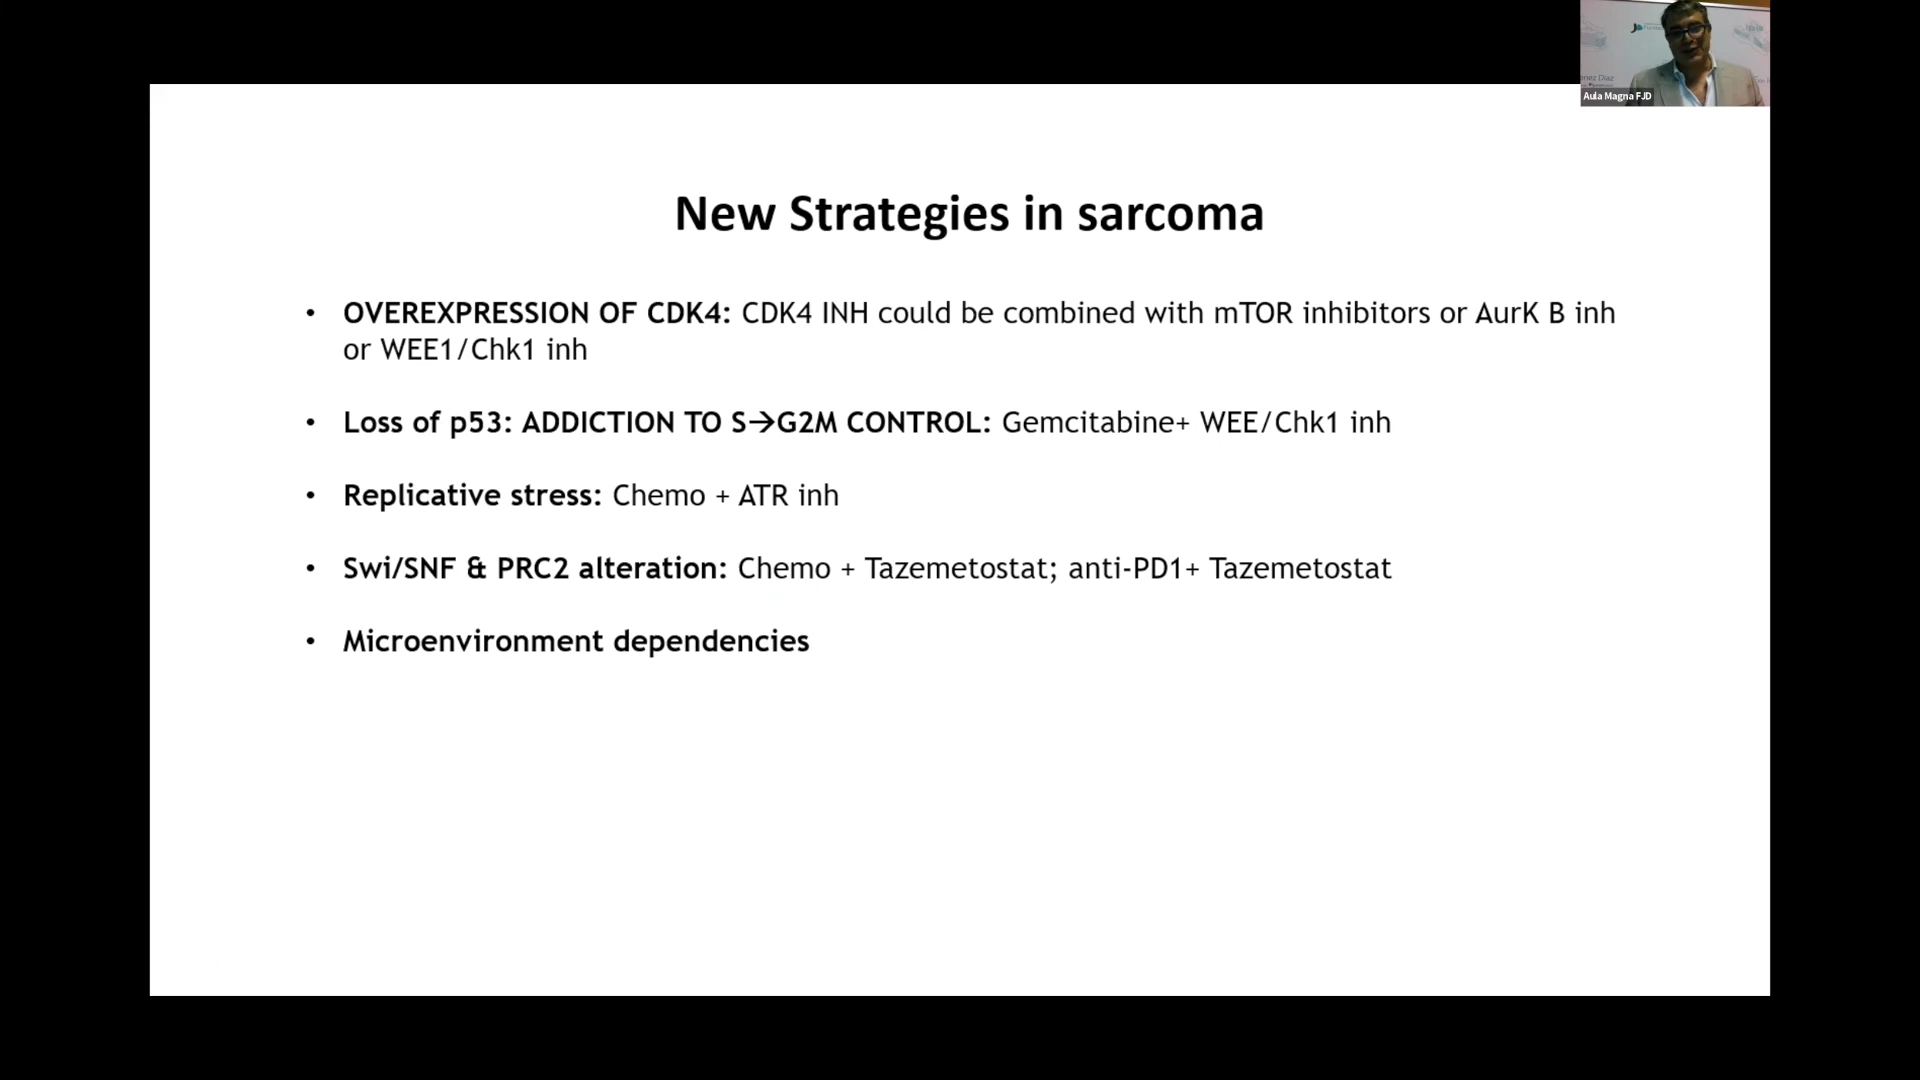 enez Diaz
Aula Magna FJD
New Strategies in sarcoma
• OVEREXPRESSION OF CDK4: CDK4 INH could be combined with mTOR inhibitors or AurK B inh
or WEE1/Chk1 inh
• Loss of p53: ADDICTION TO S→G2M CONTROL: Gemcitabine+ WEE/Chk1 inh
• Replicative stress: Chemo + ATR inh
• Swi/SNF & PRC2 alteration: Chemo + Tazemetostat; anti-PD1+ Tazemetostat
• Microenvironment dependencies